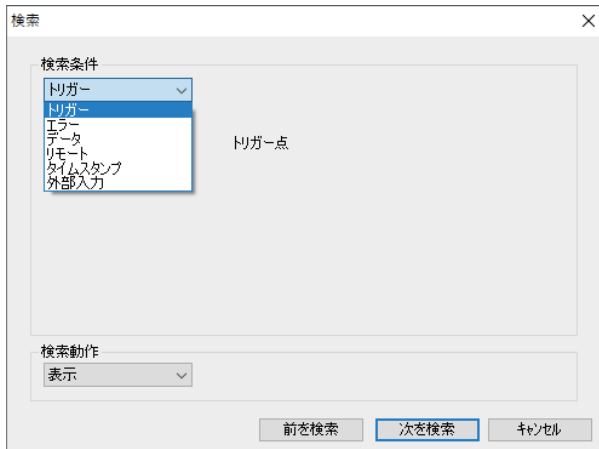 検索
検索条件
トリガー
トリガー
エラー
データ
リモート
タイムスタンプ
外部入力
トリガー点
検索動作
表示
前を検索
次を検索
キャンセル